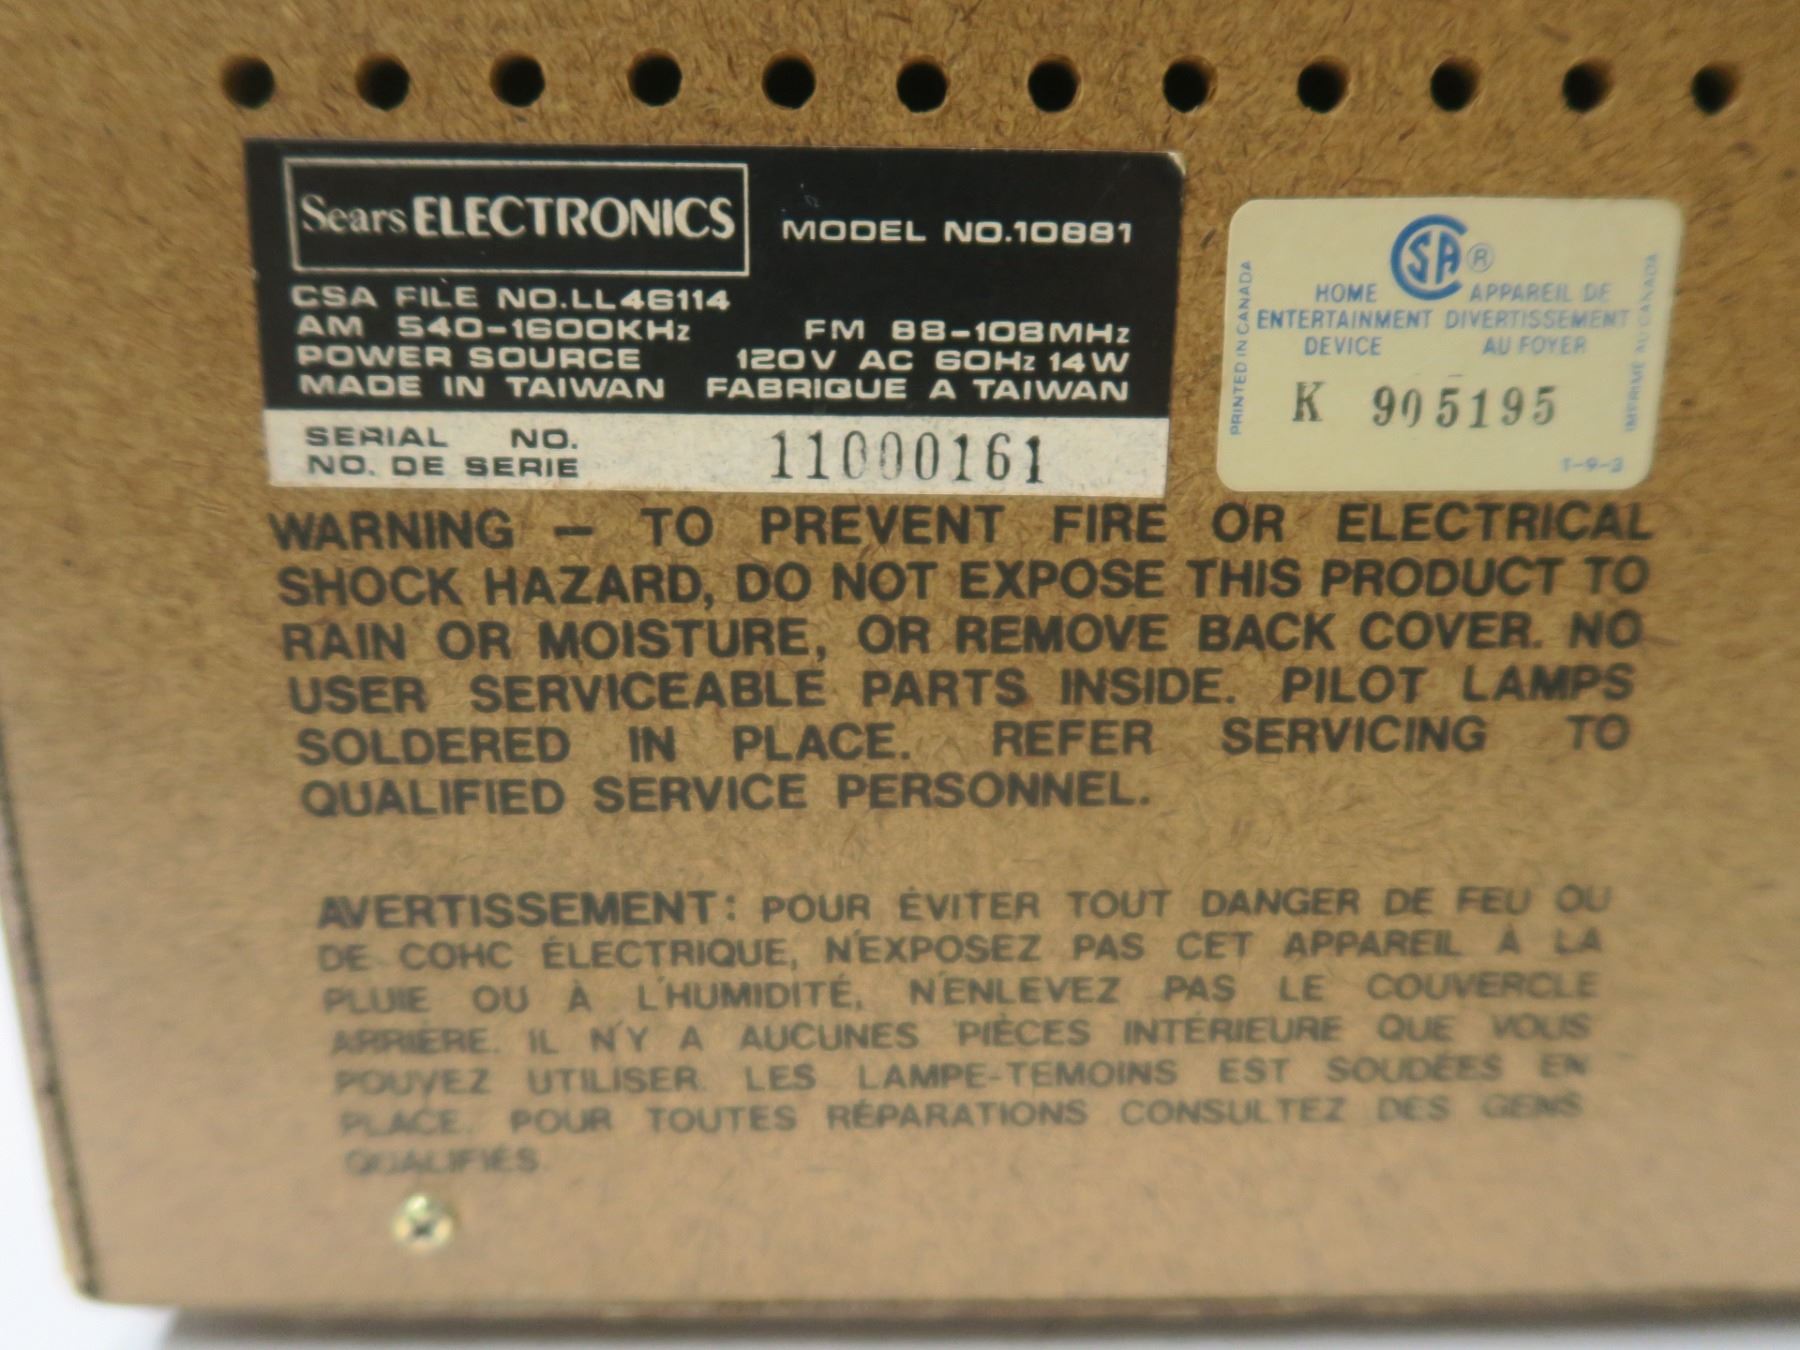 Sears ELECTRONICS MODEL NO.10881
CSA FILE NO.LL46114
AM 540-1600KHz FM 88-108MHz
POWER SOURCE 120V AC 60Hz 14W
MADE IN TAIWAN FABRIQUE A TAIWAN
SERIAL NO.
NO. DE SERIE
11000161
CSA ®
HOME APPAREIL DE
ENTERTAINMENT DIVERTISSEMENT
DEVICE AU FOYER
K 905195
1-9-3
PRINTED IN CANADA
IMPRIMÉ AU CANADA
WARNING — TO PREVENT FIRE OR ELECTRICAL
SHOCK HAZARD, DO NOT EXPOSE THIS PRODUCT TO
RAIN OR MOISTURE, OR REMOVE BACK COVER. NO
USER SERVICEABLE PARTS INSIDE. PILOT LAMPS
SOLDERED IN PLACE. REFER SERVICING TO
QUALIFIED SERVICE PERSONNEL.
AVERTISSEMENT: POUR ÉVITER TOUT DANGER DE FEU OU
DE COHC ÉLECTRIQUE, N'EXPOSEZ PAS CET APPAREIL À LA
PLUIE OU À L'HUMIDITÉ, N'ENLEVEZ PAS LE COUVERCLE
ARRIÈRE. IL N'Y A AUCUNES PIÈCES INTÉRIEURE QUE VOUS
POUVEZ UTILISER. LES LAMPE-TEMOINS EST SOUDÉES EN
PLACE. POUR TOUTES RÉPARATIONS CONSULTEZ DES GENS
QUALIFIÉS.